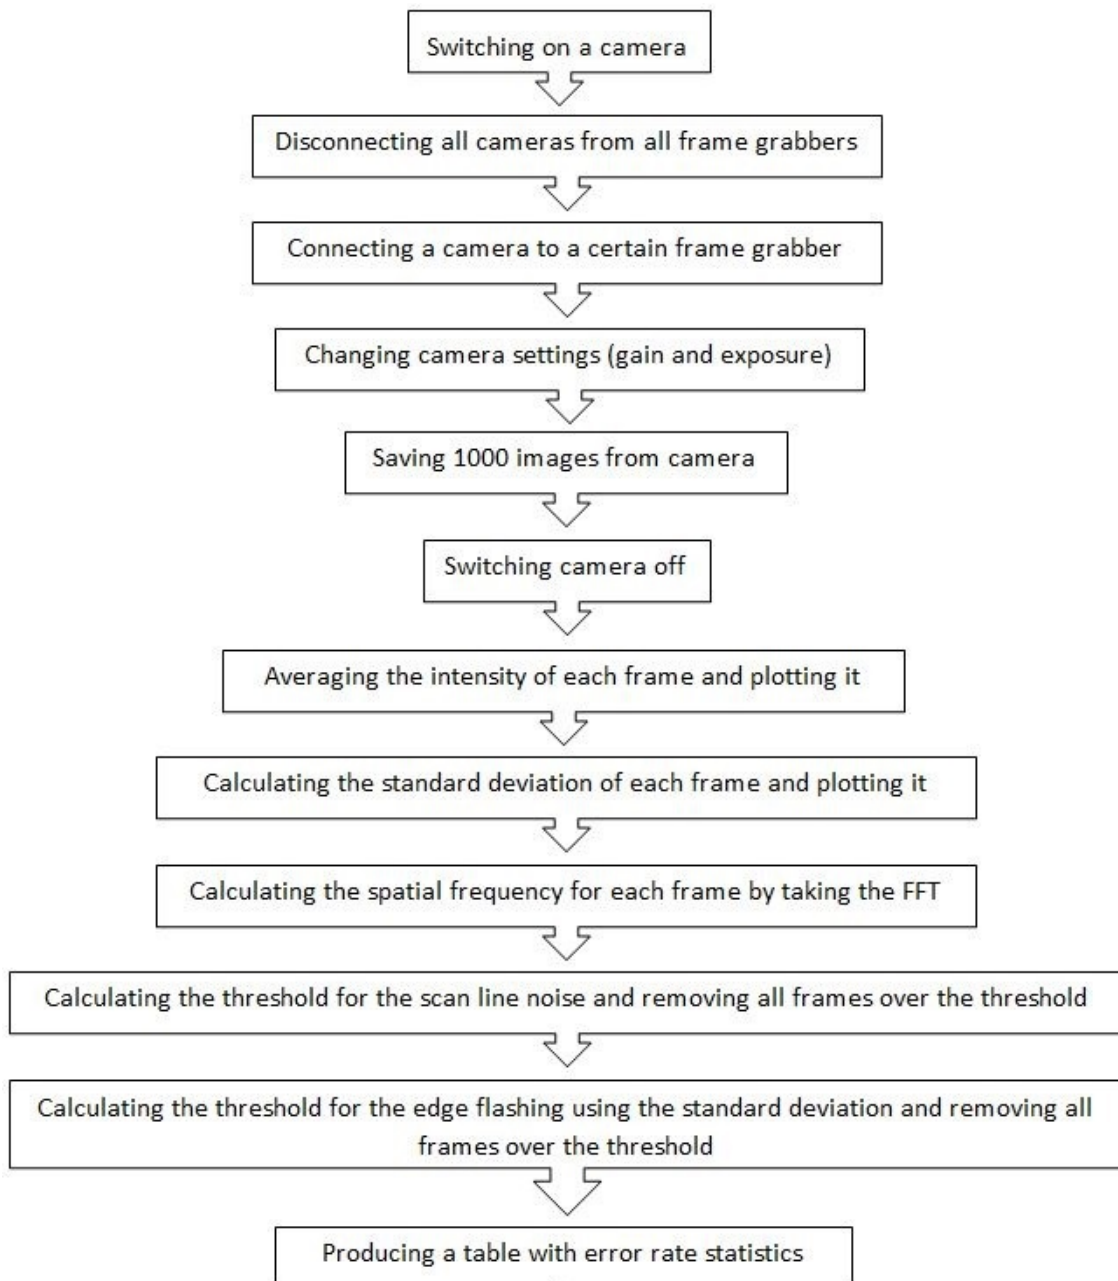 Switching on a camera
Disconnecting all cameras from all frame grabbers
Connecting a camera to a certain frame grabber
Changing camera settings (gain and exposure)
Saving 1000 images from camera
Switching camera off
Averaging the intensity of each frame and plotting it
Calculating the standard deviation of each frame and plotting it
Calculating the spatial frequency for each frame by taking the FFT
Calculating the threshold for the scan line noise and removing all frames over the threshold
Calculating the threshold for the edge flashing using the standard deviation and removing all
frames over the threshold
Producing a table with error rate statistics